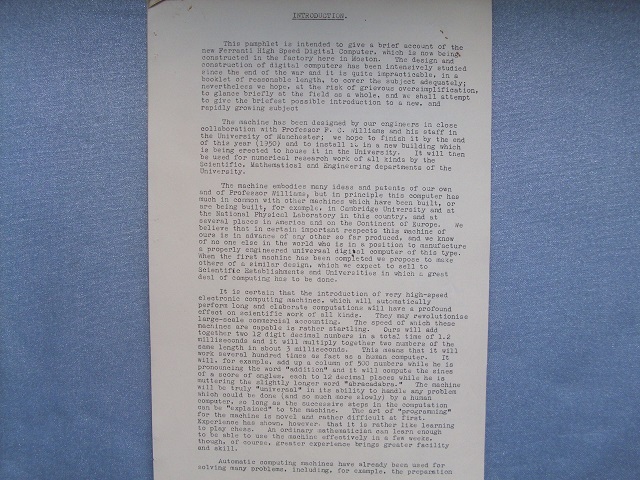 INTRODUCTION.
This pamphlet is intended to give a brief account of the
new Ferranti High Speed Digital Computer, which is now being
constructed in the factory here in Moston. The design and
construction of digital computers has been intensively studied
since the end of the war and it is quite impracticable, in a
booklet of reasonable length, to cover the subject adequately;
nevertheless we hope, at the risk of grievous oversimplification,
to glance briefly at the field as a whole, and we shall attempt
to give the briefest possible introduction to a new, and
rapidly growing subject
The machine has been designed by our engineers in close
collaboration with Professor F. C. Williams and his staff in
the University of Manchester; we hope to finish it by the end
of this year (1950) and to install it in a new building which
is being erected to house it in the University. It will then
be used for numerical research work of all kinds by the
Scientific, Mathematical and Engineering departments of the
University.
The machine embodies many ideas and patents of our own
and of Professor Williams, but in principle this computer has
much in common with other machines which have been built, or
are being built, for example, in Cambridge University and at
the National Physical Laboratory in this country, and at
several places in America and on the Continent of Europe. We
believe that in certain important respects this machine of
ours is in advance of any other so far produced, and we know
of no one else in the world who is in a position to manufacture
a properly engineered universal digital computer of this type.
When the first machine has been completed we propose to make
others of a similar design, which we expect to sell to
Scientific Establishments and Universities in which a great
deal of computing has to be done.
It is certain that the introduction of very high-speed
electronic computing machines, which will automatically
perform long and elaborate computations will have a profound
effect on scientific work of all kinds. They may revolutionise
large-scale commercial accounting. The speed of which these
machines are capable is rather startling. Ours will add
together two 12 digit decimal numbers in a total time of 1.2
milliseconds and it will multiply together two numbers of the
same length in about 3 milliseconds. This means that it will
work several hundred times as fast as a human computer. It
will, for example, add up a column of 500 numbers while he is
pronouncing the word "addition" and it will compute the sines
of a score of angles, each to 12 decimal places while he is
muttering the slightly longer word "abracadabra." The machine
will be truly "universal" in its ability to handle any problem
which could be done (and so much more slowly) by a human
computer, so long as the successive steps in the computation
can be "explained" to the machine. The art of "programming"
for the machine is novel and rather difficult at first.
Experience has shown, however, that it is rather like learning
to play chess. An ordinary mathematician can learn enough
to be able to use the machine effectively in a few weeks,
though, of course, greater experience brings greater facility
and skill.
Automatic computing machines have already been used for
solving many problems, including, for example, the preparation